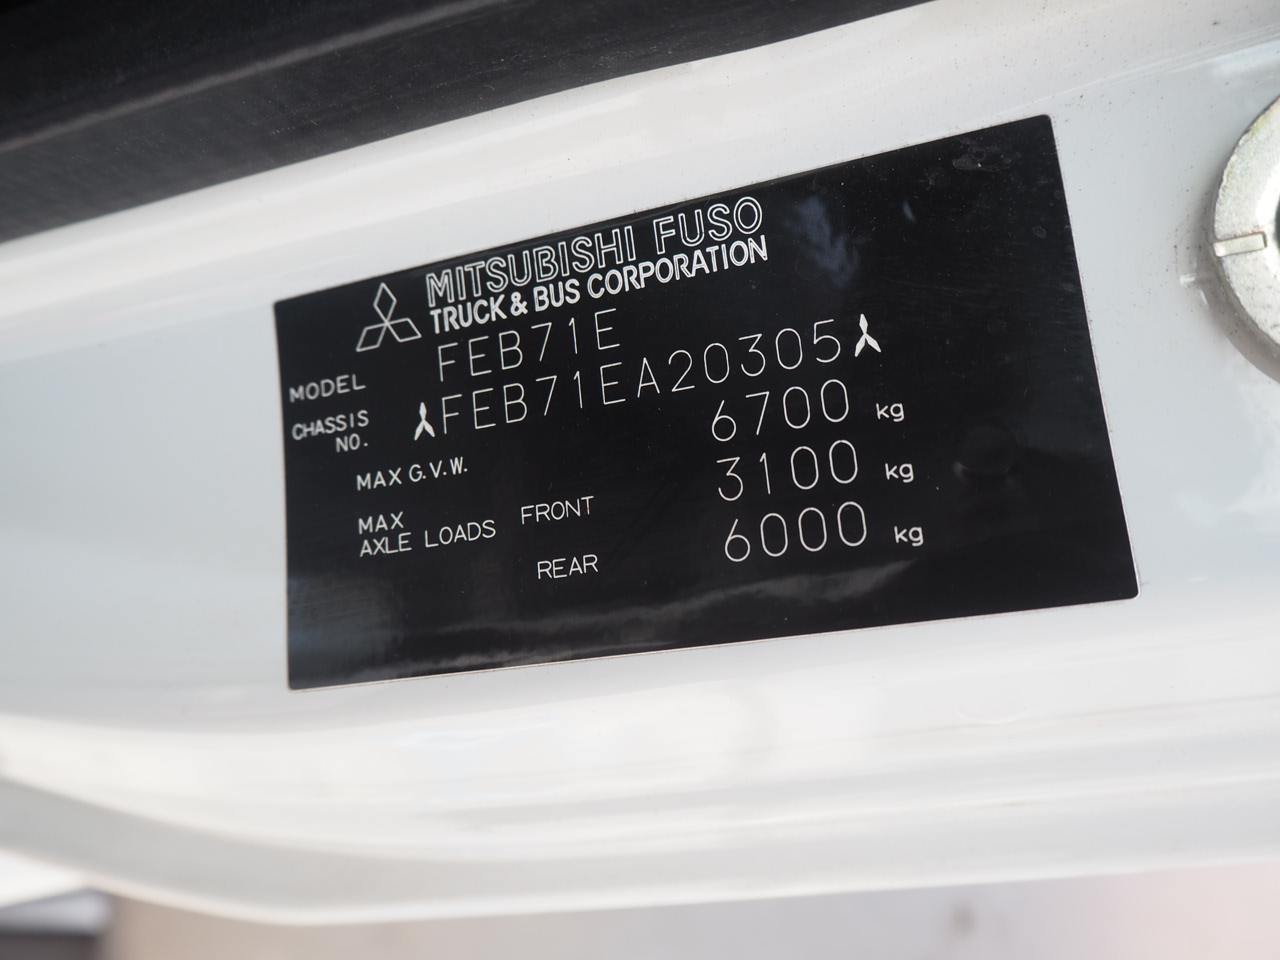 MITSUBISHI FUSO
TRUCK & BUS CORPORATION
MODEL FEB71E
CHASSIS NO. FEB71EA20305
MAX G.V.W. 6700 kg
MAX AXLE LOADS FRONT 3100 kg
REAR 6000 kg